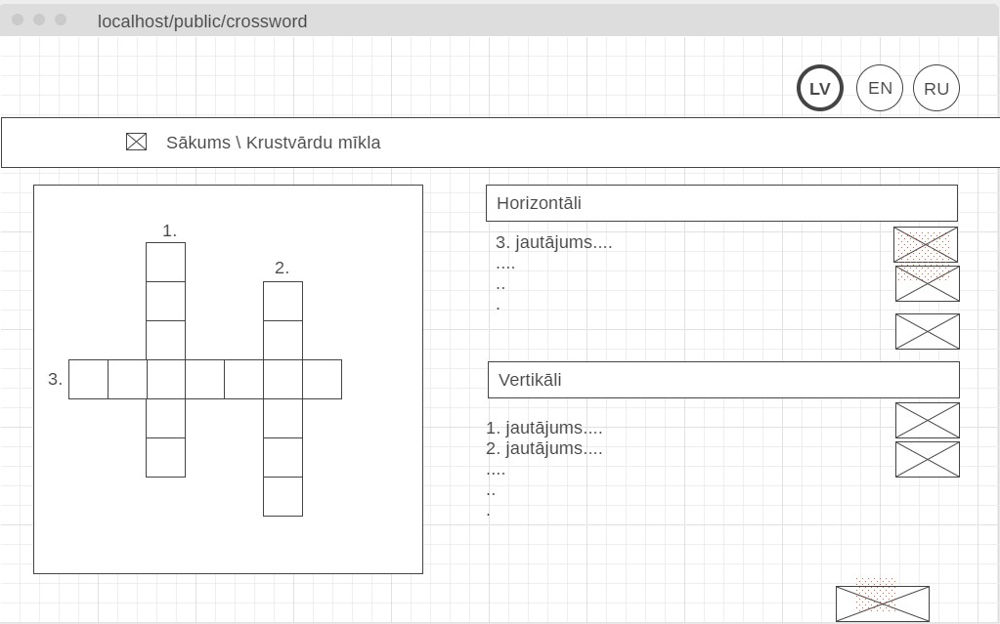 localhost/public/crossword
LV EN RU
Sākums \ Krustvārdu mīkla
1.
2.
3.
Horizontāli
3. jautājums....
....
..
.
Vertikāli
1. jautājums....
2. jautājums....
....
..
.